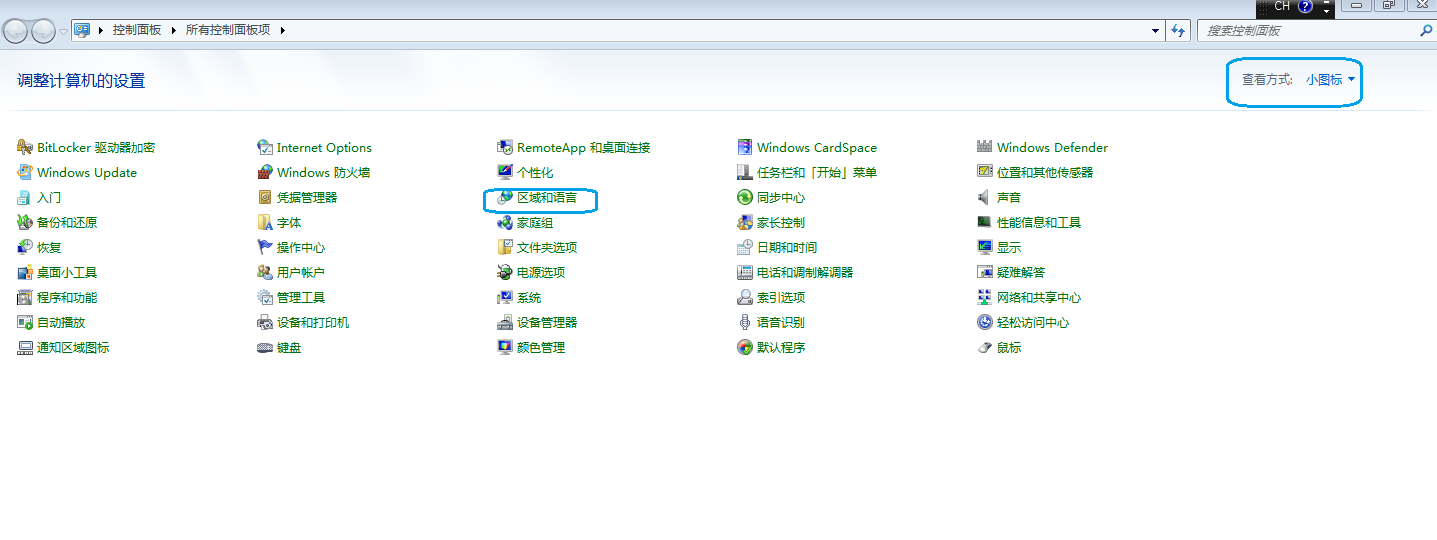 CH
控制面板 所有控制面板项
搜索控制面板
调整计算机的设置
查看方式: 小图标
BitLocker 驱动器加密 Internet Options RemoteApp 和桌面连接 Windows CardSpace Windows Defender
Windows Update Windows 防火墙 个性化 任务栏和「开始」菜单 位置和其他传感器
入门 凭据管理器 区域和语言 同步中心 声音
备份和还原 字体 家庭组 家长控制 性能信息和工具
恢复 操作中心 文件夹选项 日期和时间 显示
桌面小工具 用户帐户 电源选项 电话和调制解调器 疑难解答
程序和功能 管理工具 系统 索引选项 网络和共享中心
自动播放 设备和打印机 设备管理器 语音识别 轻松访问中心
通知区域图标 键盘 颜色管理 默认程序 鼠标